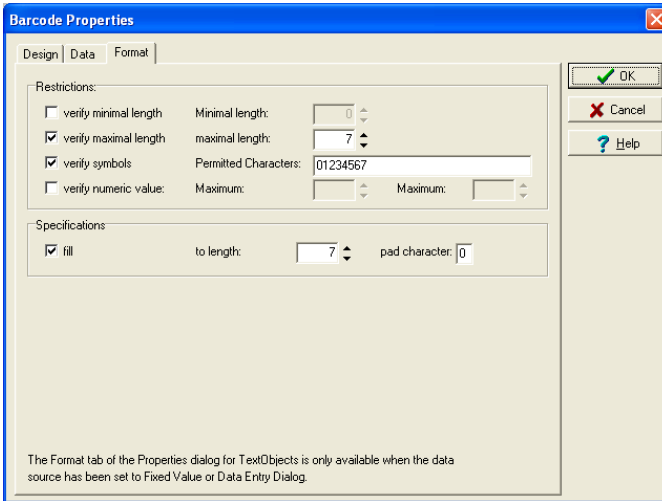 Barcode Properties
Design Data Format
Restrictions:
verify minimal length Minimal length: 0
verify maximal length maximal length: 7
verify symbols Permitted Characters: 01234567
verify numeric value: Maximum: Maximum:
Specifications
fill to length: 7 pad character: 0
The Format tab of the Properties dialog for TextObjects is only available when the data
source has been set to Fixed Value or Data Entry Dialog.
OK
Cancel
Help